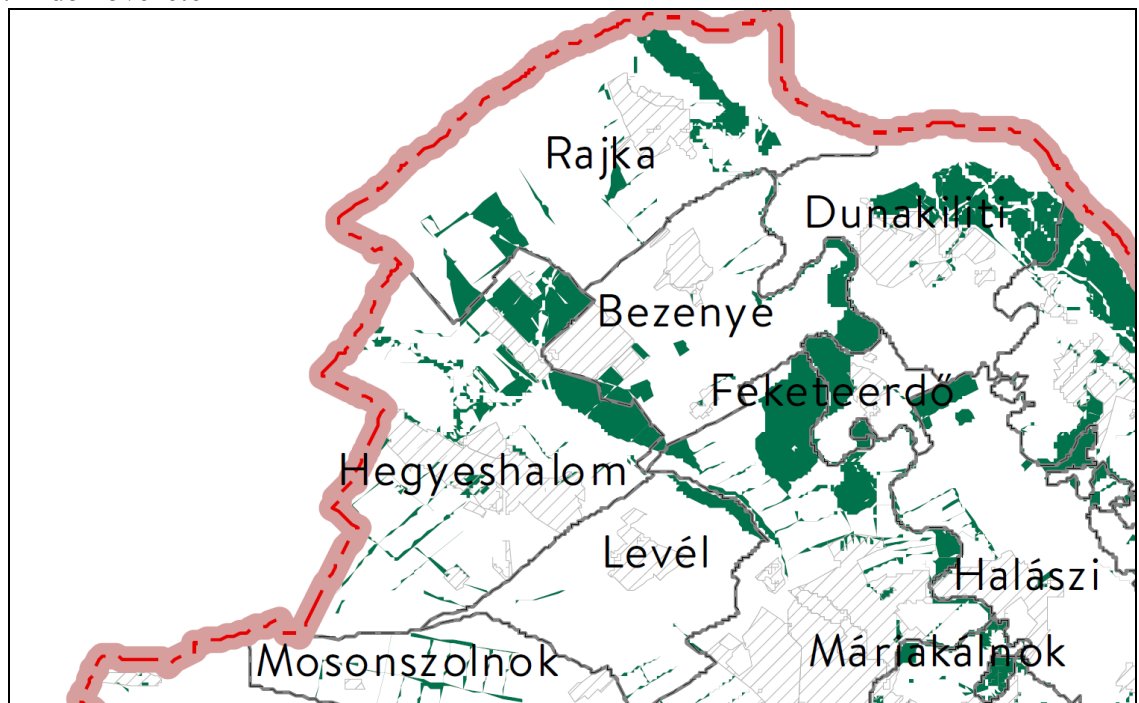 Rajka
Dunakiliti
Bezenye
Feketeerdő
Hegyeshalom
Levél
Halászi
Máriakálnok
Mosonszolnok